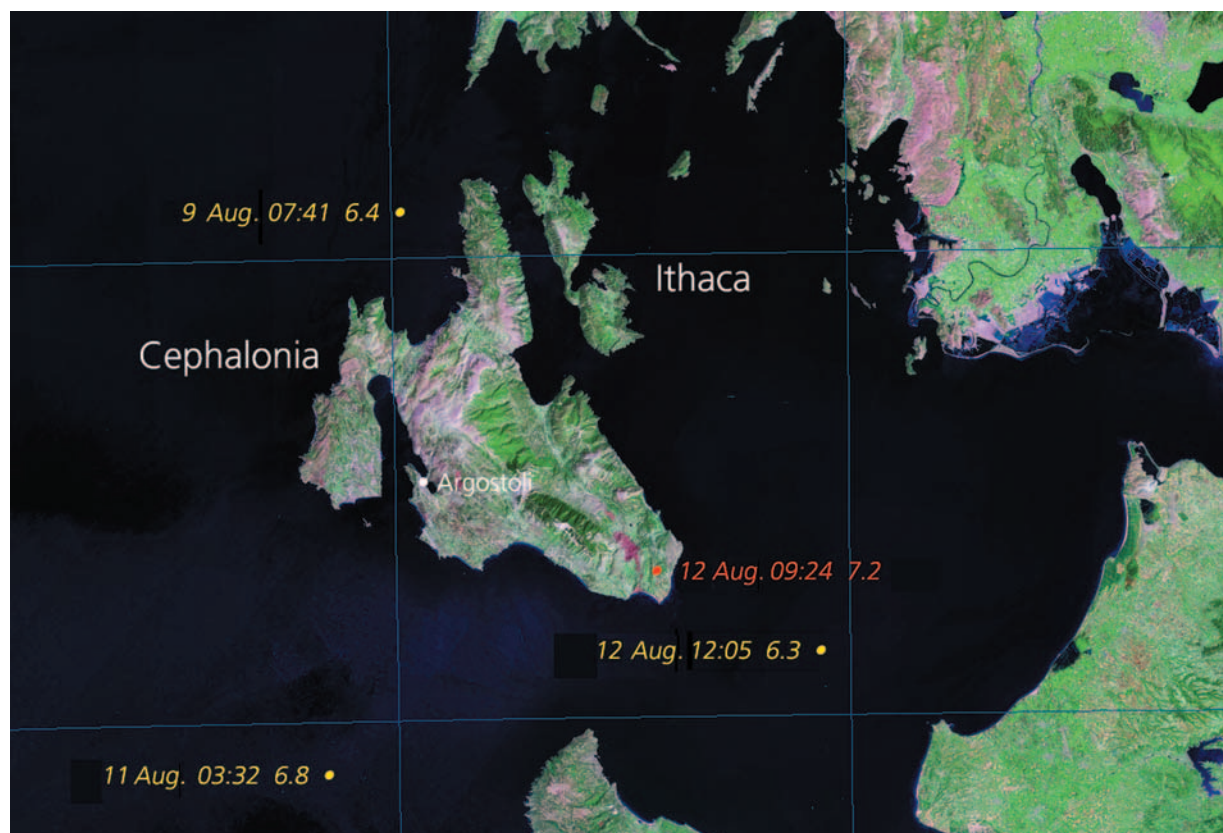 9 Aug. 07:41 6.4
Ithaca
Cephalonia
Argostoli
12 Aug. 09:24 7.2
12 Aug. 12:05 6.3
11 Aug. 03:32 6.8